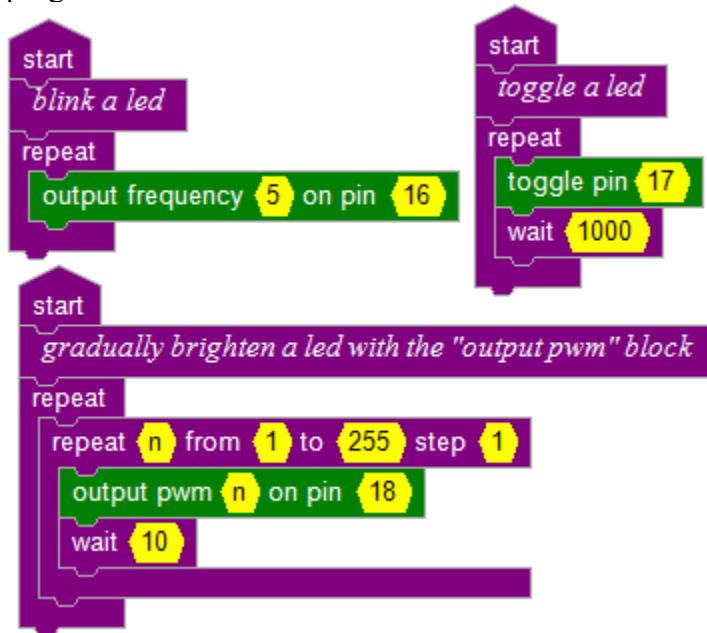 start
blink a led
repeat
output frequency 5 on pin 16
start
toggle a led
repeat
toggle pin 17
wait 1000
start
gradually brighten a led with the "output pwm" block
repeat
repeat n from 1 to 255 step 1
output pwm n on pin 18
wait 10